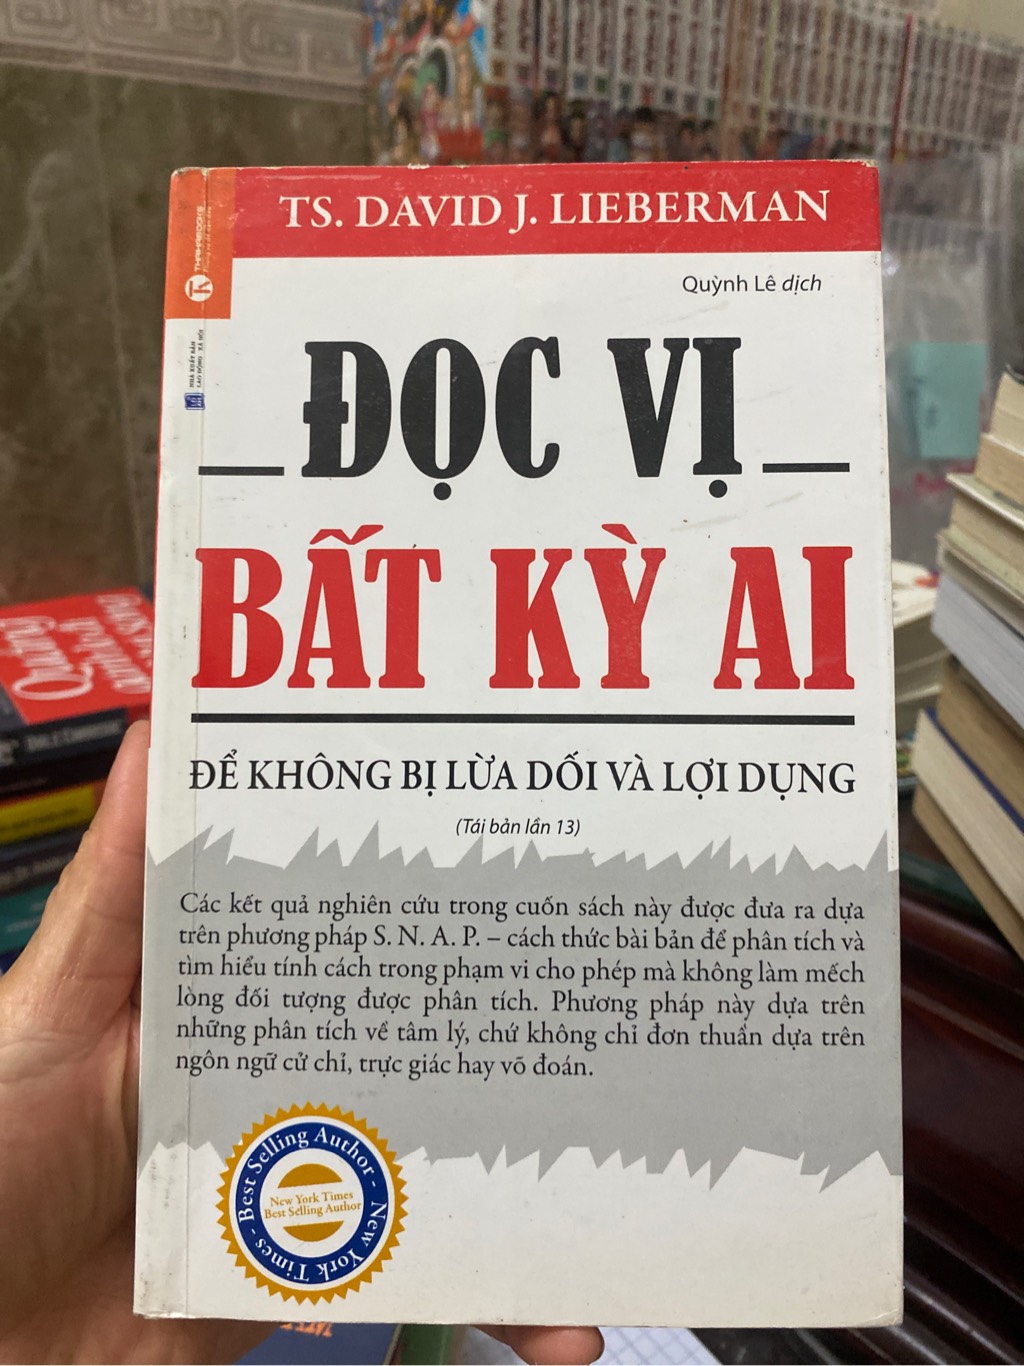 TS. DAVID J. LIEBERMAN
THAIHABOOKS
Quỳnh Lê dịch
ĐỌC VỊ
BẤT KỲ AI
ĐỂ KHÔNG BỊ LỪA DỐI VÀ LỢI DỤNG
(Tái bản lần 13)
Các kết quả nghiên cứu trong cuốn sách này được đưa ra dựa
trên phương pháp S. N. A. P. – cách thức bài bản để phân tích và
tìm hiểu tính cách trong phạm vi cho phép mà không làm mếch
lòng đối tượng được phân tích. Phương pháp này dựa trên
những phân tích về tâm lý, chứ không chỉ đơn thuần dựa trên
ngôn ngữ cử chỉ, trực giác hay võ đoán.
Best Selling Author - New York Times -
New York Times
Best Selling Author